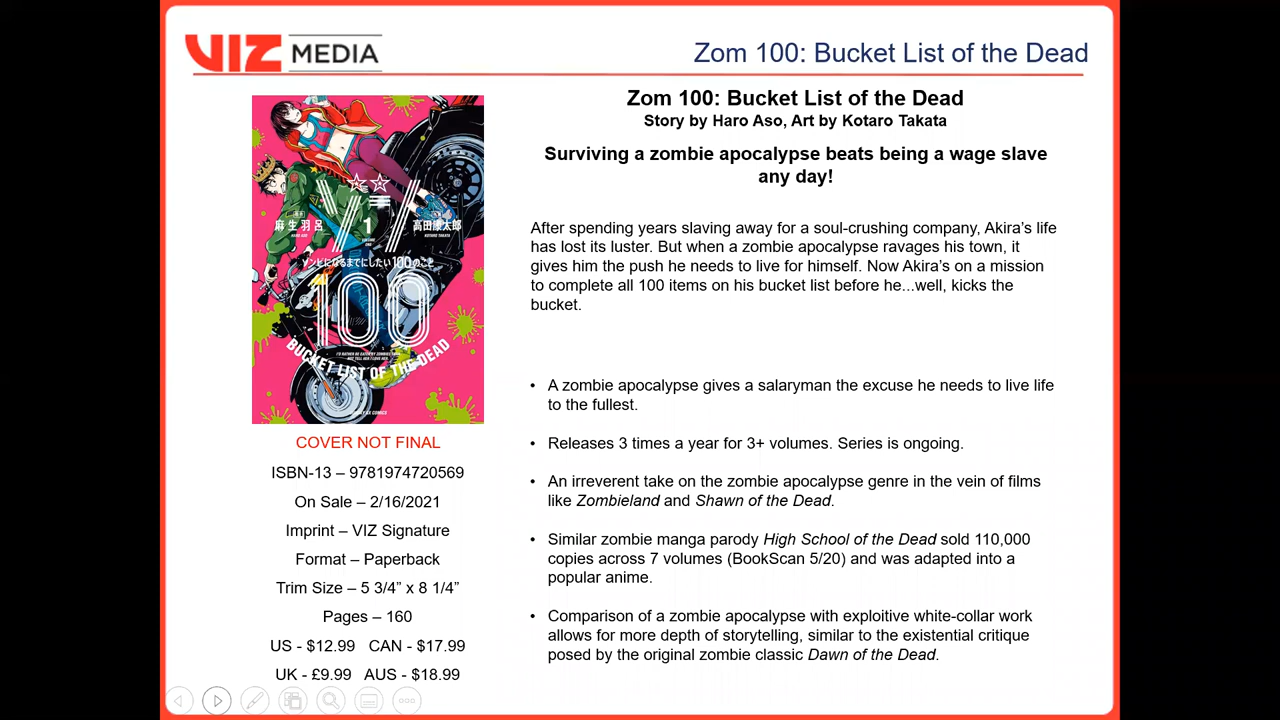 VIZ MEDIA
Zom 100: Bucket List of the Dead
Zom 100: Bucket List of the Dead
Story by Haro Aso, Art by Kotaro Takata
Surviving a zombie apocalypse beats being a wage slave
any day!
After spending years slaving away for a soul-crushing company, Akira’s life
has lost its luster. But when a zombie apocalypse ravages his town, it
gives him the push he needs to live for himself. Now Akira’s on a mission
to complete all 100 items on his bucket list before he...well, kicks the
bucket.
• A zombie apocalypse gives a salaryman the excuse he needs to live life
to the fullest.
• Releases 3 times a year for 3+ volumes. Series is ongoing.
• An irreverent take on the zombie apocalypse genre in the vein of films
like Zombieland and Shawn of the Dead.
• Similar zombie manga parody High School of the Dead sold 110,000
copies across 7 volumes (BookScan 5/20) and was adapted into a
popular anime.
• Comparison of a zombie apocalypse with exploitive white-collar work
allows for more depth of storytelling, similar to the existential critique
posed by the original zombie classic Dawn of the Dead.
麻生羽呂
1
高田康太郎
ゾンビになるまでにしたい100のこと
100
BUCKET LIST OF THE DEAD
COVER NOT FINAL
ISBN-13 – 9781974720569
On Sale – 2/16/2021
Imprint – VIZ Signature
Format – Paperback
Trim Size – 5 3/4” x 8 1/4”
Pages – 160
US - $12.99 CAN - $17.99
UK - £9.99 AUS - $18.99